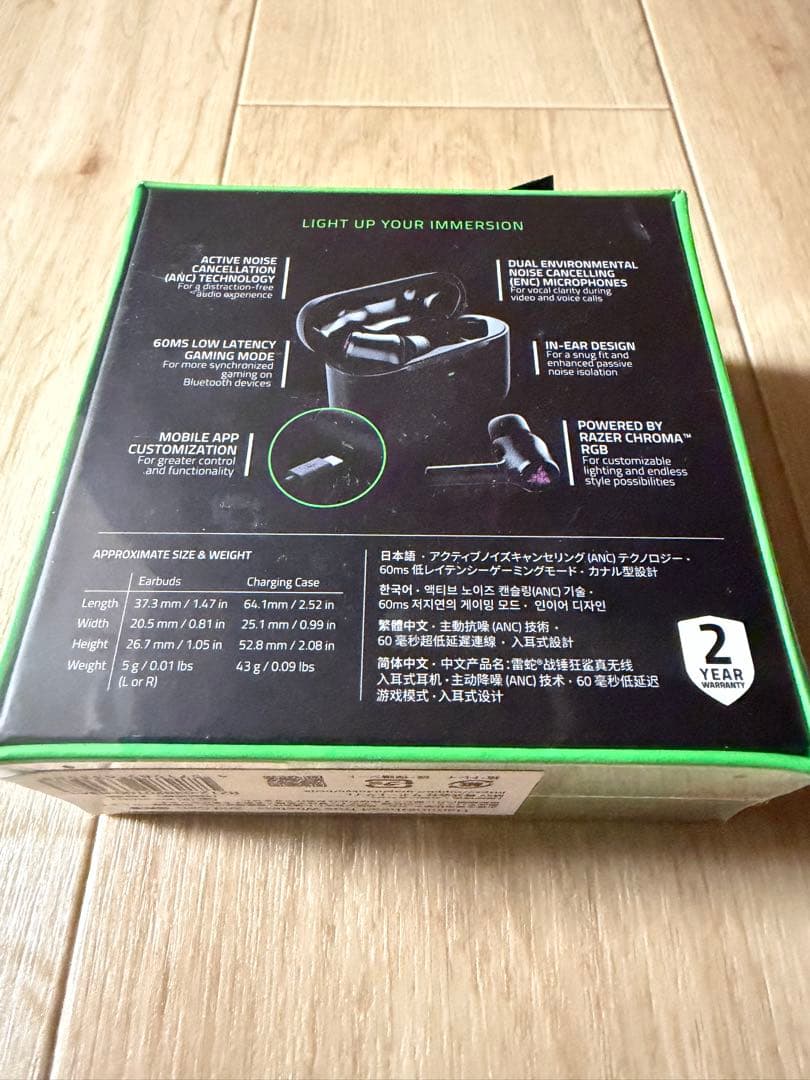 LIGHT UP YOUR IMMERSION
ACTIVE NOISE
CANCELLATION
(ANC) TECHNOLOGY
For a distraction-free
audio experience
DUAL ENVIRONMENTAL
NOISE CANCELLING
(ENC) MICROPHONES
For vocal clarity during
video and voice calls
60MS LOW LATENCY
GAMING MODE
For more synchronized
gaming on
Bluetooth devices
IN-EAR DESIGN
For a snug fit and
enhanced passive
noise isolation
MOBILE APP
CUSTOMIZATION
For greater control
and functionality
POWERED BY
RAZER CHROMA™
RGB
For customizable
lighting and endless
style possibilities
APPROXIMATE SIZE & WEIGHT
Earbuds Charging Case
Length 37.3 mm / 1.47 in 64.1mm / 2.52 in
Width 20.5 mm / 0.81 in 25.1 mm / 0.99 in
Height 26.7 mm / 1.05 in 52.8 mm / 2.08 in
Weight 5 g / 0.01 lbs 43 g / 0.09 lbs
(L or R)
日本語・アクティブノイズキャンセリング (ANC) テクノロジー・
60ms 低レイテンシーゲーミングモード・カナル型設計
한국어・액티브 노이즈 캔슬링(ANC) 기술・
60ms 저지연의 게이밍 모드・인이어 디자인
繁體中文・主動抗噪 (ANC) 技術・
60 毫秒超低延遲連線・入耳式設計
简体中文・中文产品名：雷蛇®战锤狂鲨真无线
入耳式耳机・主动降噪 (ANC) 技术・60 毫秒低延迟
游戏模式・入耳式设计
2
YEAR
WARRANTY